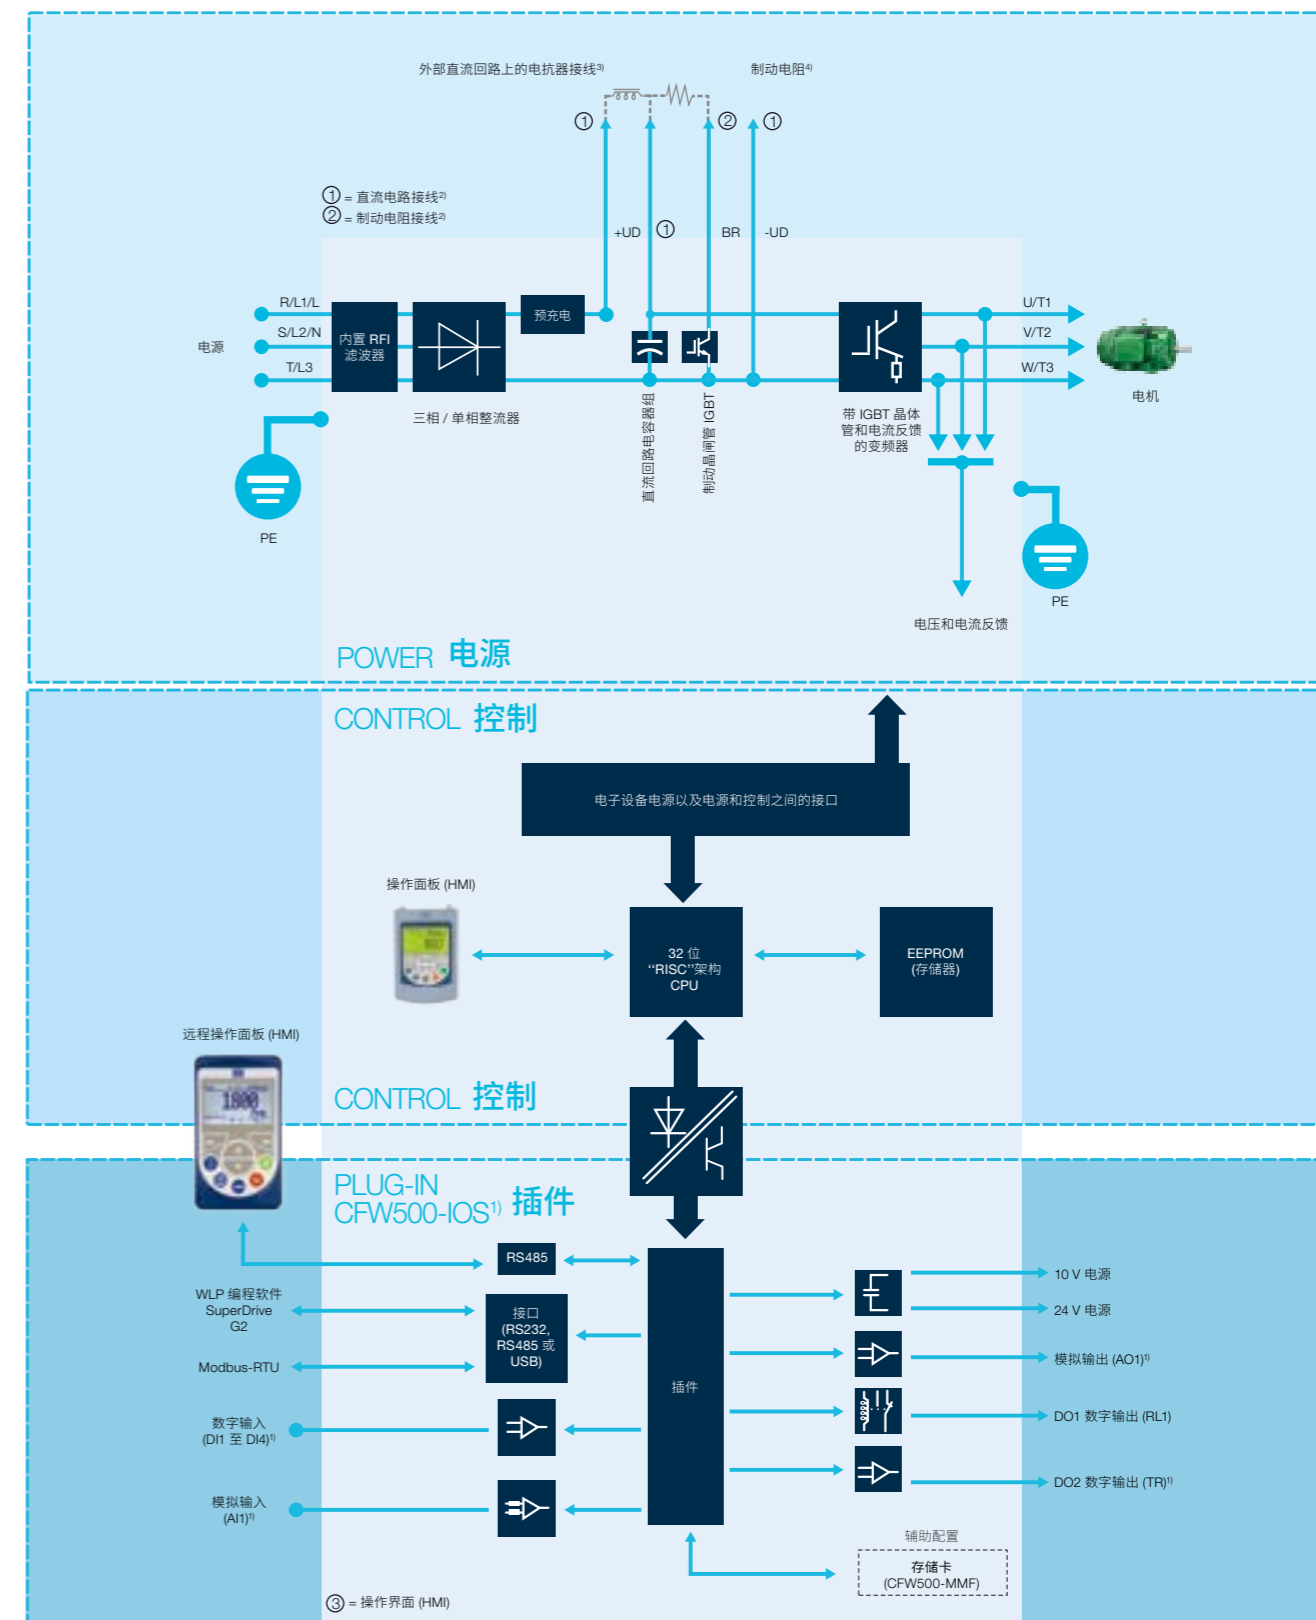 外部直流回路上的电抗器接线³⁾
制动电阻⁴⁾
①
②
①
① = 直流电路接线²⁾
② = 制动电阻接线²⁾
+UD
①
BR
-UD
R/L1/L
S/L2/N
T/L3
电源
内置 RFI
滤波器
预充电
三相 / 单相整流器
直流回路电容器组
制动晶闸管 IGBT
带 IGBT 晶体
管和电流反馈
的变频器
U/T1
V/T2
W/T3
电机
PE
PE
电压和电流反馈
POWER 电源
CONTROL 控制
电子设备电源以及电源和控制之间的接口
操作面板 (HMI)
32 位
“RISC”架构
CPU
EEPROM
(存储器)
远程操作面板 (HMI)
1800
CONTROL 控制
PLUG-IN
CFW500-IOS¹⁾ 插件
RS485
WLP 编程软件
SuperDrive
G2
Modbus-RTU
接口
(RS232,
RS485 或
USB)
数字输入
(DI1 至 DI4)¹⁾
模拟输入
(AI1)¹⁾
插件
10 V 电源
24 V 电源
模拟输出 (AO1)¹⁾
DO1 数字输出 (RL1)
DO2 数字输出 (TR)¹⁾
辅助配置
存储卡
(CFW500-MMF)
③ = 操作界面 (HMI)